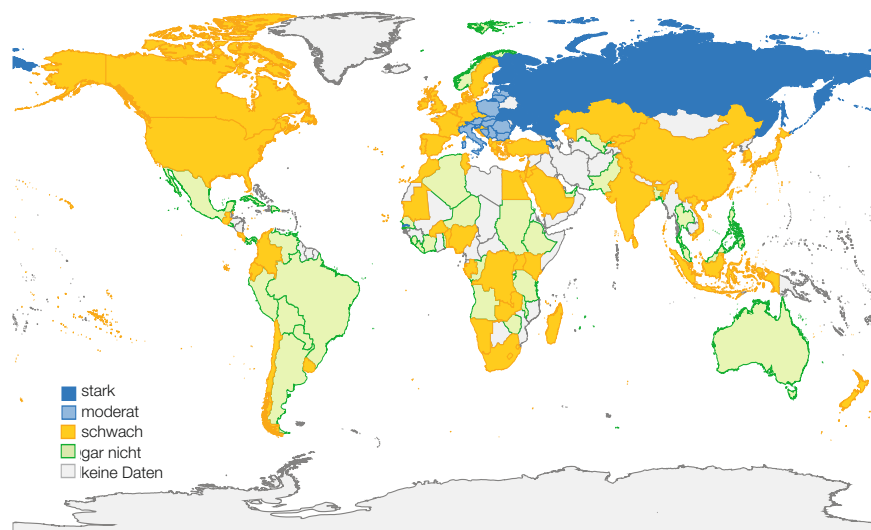 stark
moderat
schwach
gar nicht
keine Daten